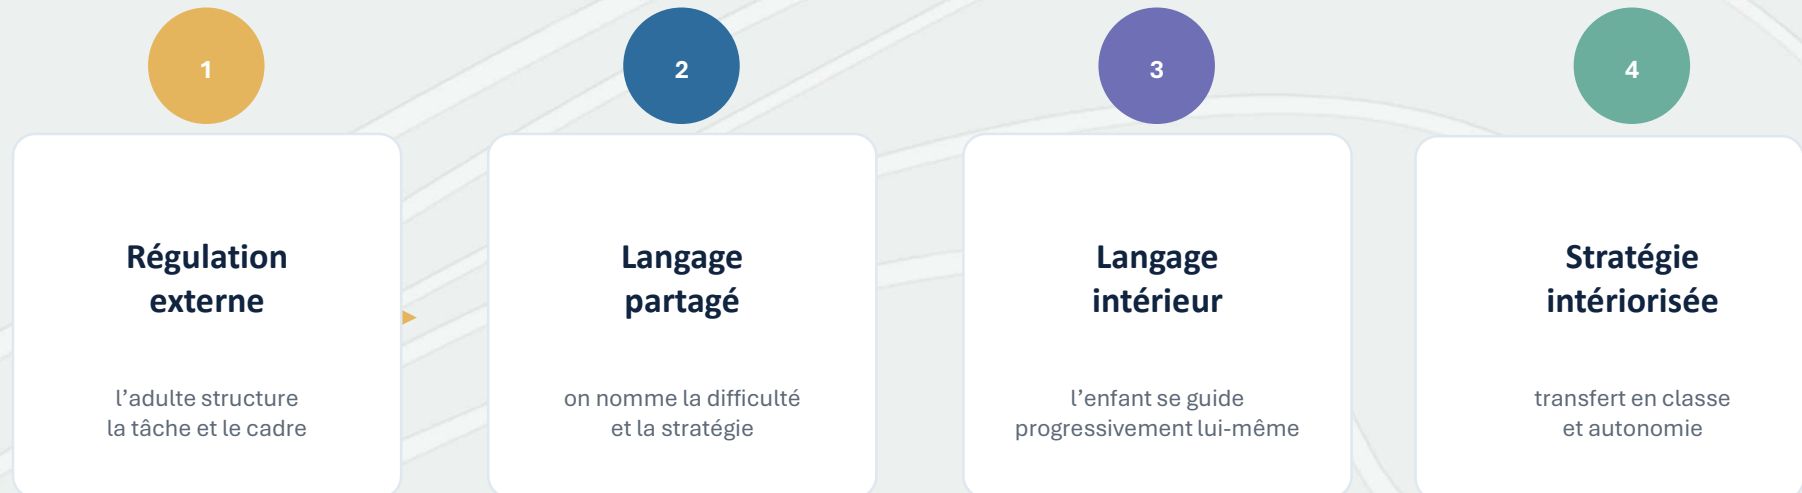 1
Régulation
externe
l’adulte structure
la tâche et le cadre
2
Langage
partagé
on nomme la difficulté
et la stratégie
3
Langage
intérieur
l’enfant se guide
progressivement lui-même
4
Stratégie
intériorisée
transfert en classe
et autonomie